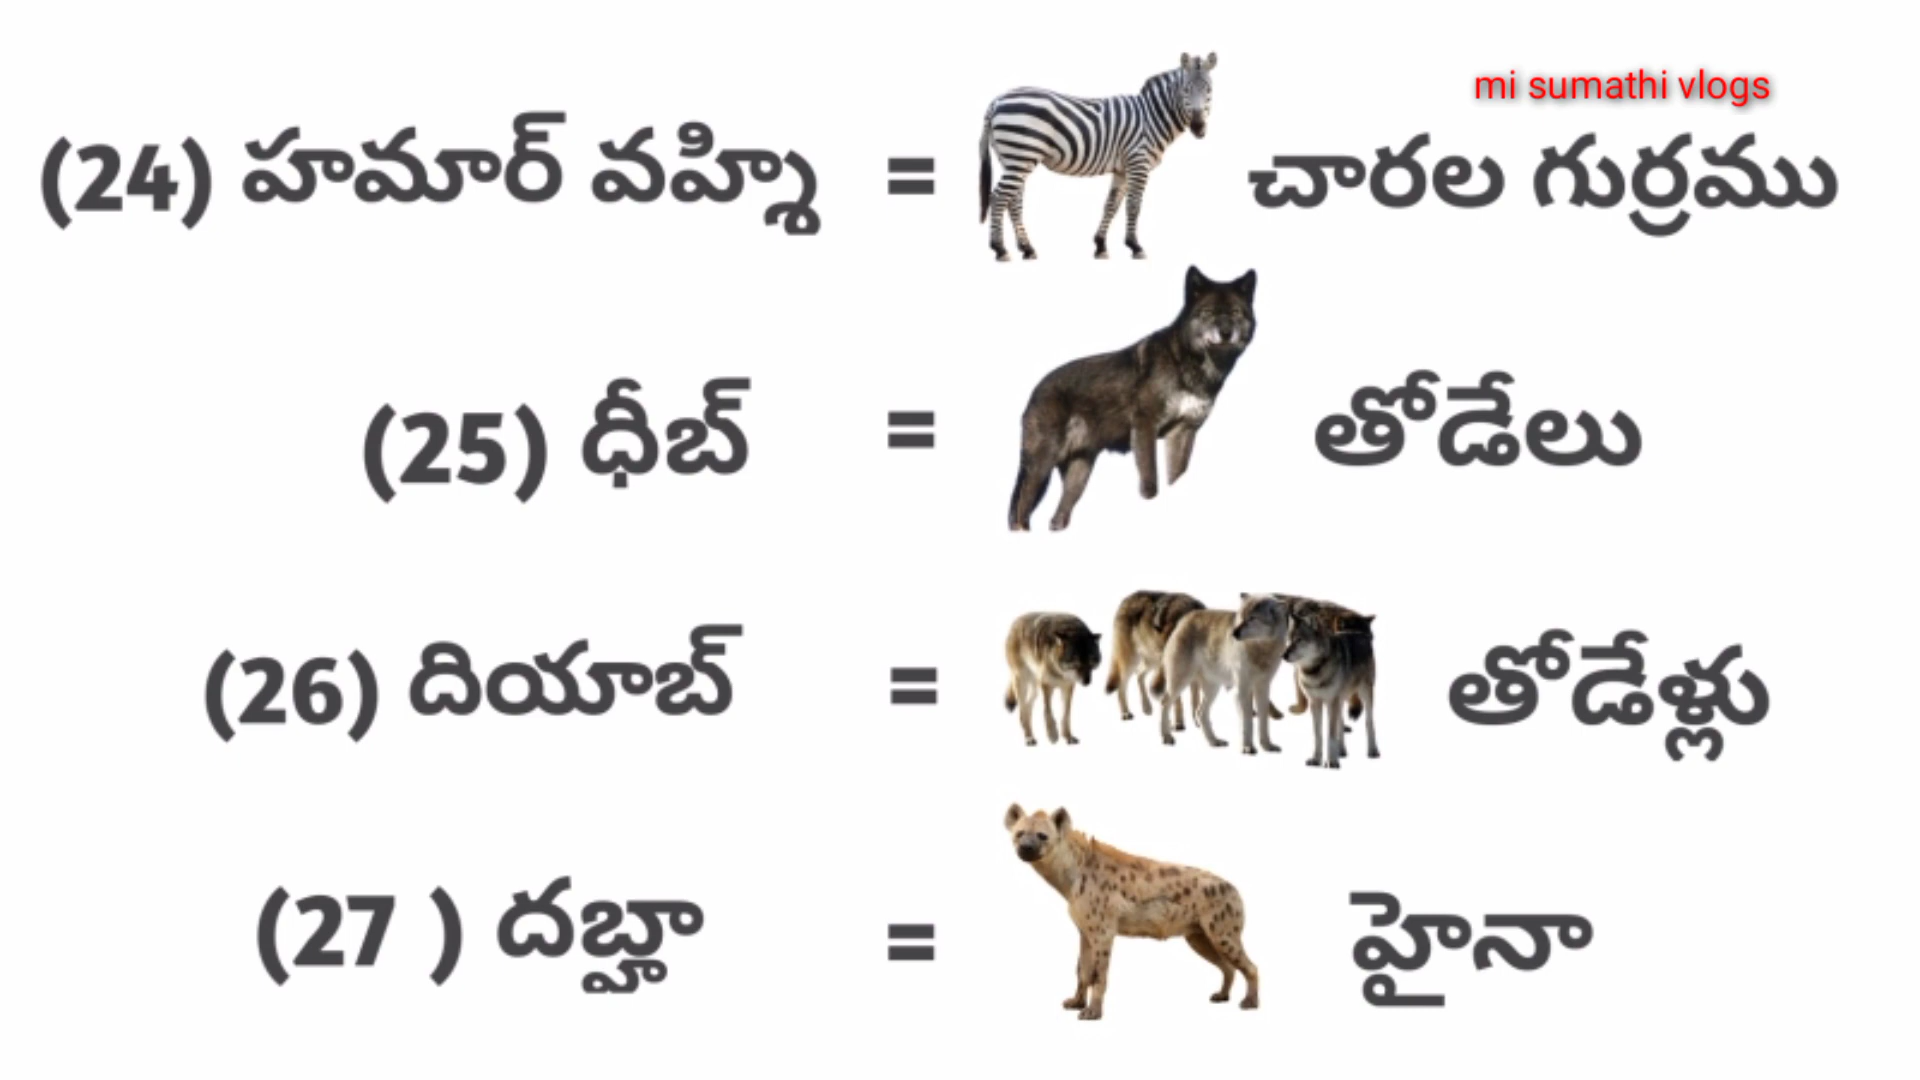 mi sumathi vlogs
(24) హమార్ వహ్శి = చారల గుర్రము
(25) ధీబ్ = తోడేలు
(26) దియాబ్ = తోడేళ్లు
(27 ) దబ్హా = హైనా